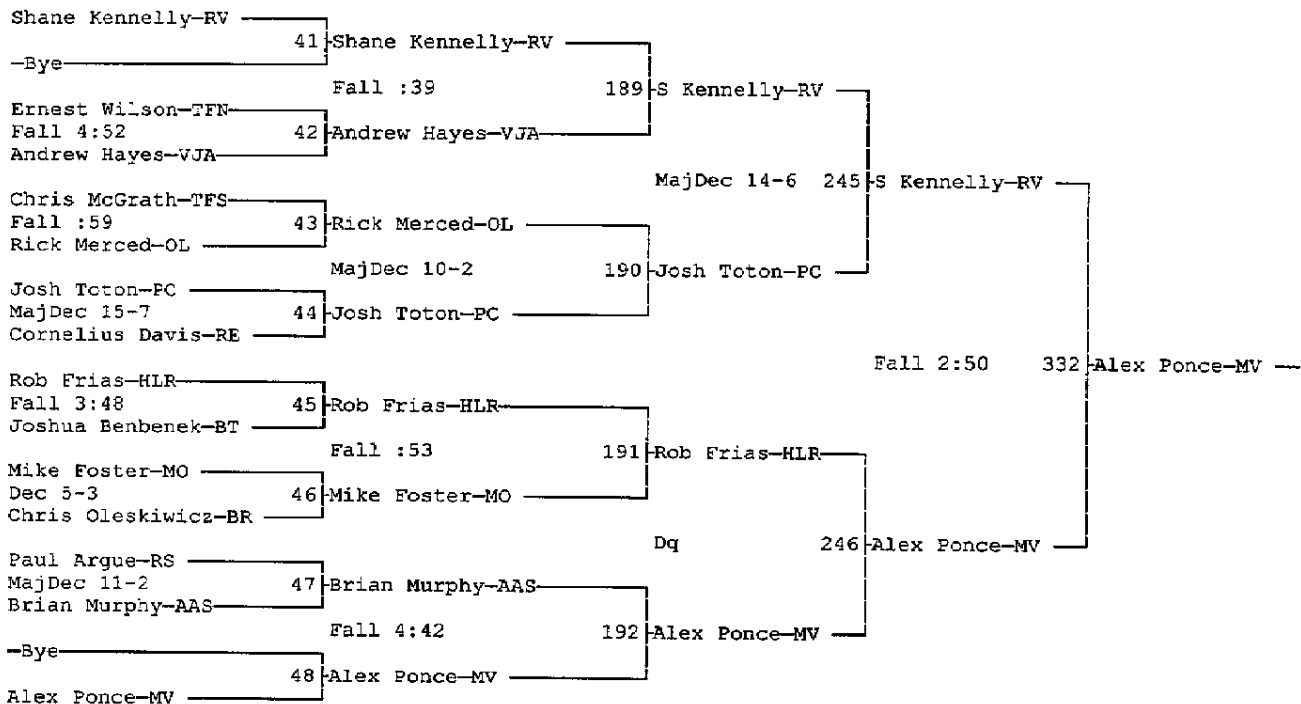 Shane Kennelly-RV
41 Shane Kennelly-RV
-Bye
Fall :39 189 S Kennelly-RV
Ernest Wilson-TFN
Fall 4:52 42 Andrew Hayes-VJA
Andrew Hayes-VJA
MajDec 14-6 245 S Kennelly-RV
Chris McGrath-TFS
Fall :59 43 Rick Merced-OL
Rick Merced-OL
MajDec 10-2 190 Josh Toton-PC
Josh Toton-PC
MajDec 15-7 44 Josh Toton-PC
Cornelius Davis-RE
Fall 2:50 332 Alex Ponce-MV
Rob Frias-HLR
Fall 3:48 45 Rob Frias-HLR
Joshua Benbenek-BT
Fall :53 191 Rob Frias-HLR
Mike Foster-MO
Dec 5-3 46 Mike Foster-MO
Chris Oleskiwicz-BR
Dq 246 Alex Ponce-MV
Paul Argue-RS
MajDec 11-2 47 Brian Murphy-AAS
Brian Murphy-AAS
Fall 4:42 192 Alex Ponce-MV
-Bye
48 Alex Ponce-MV
Alex Ponce-MV